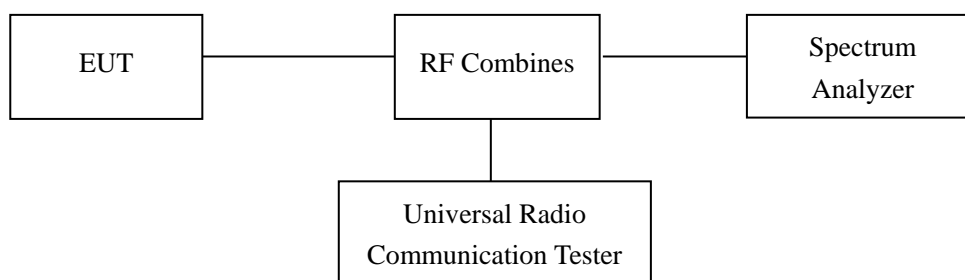 EUT
RF Combines
Spectrum
Analyzer
Universal Radio
Communication Tester